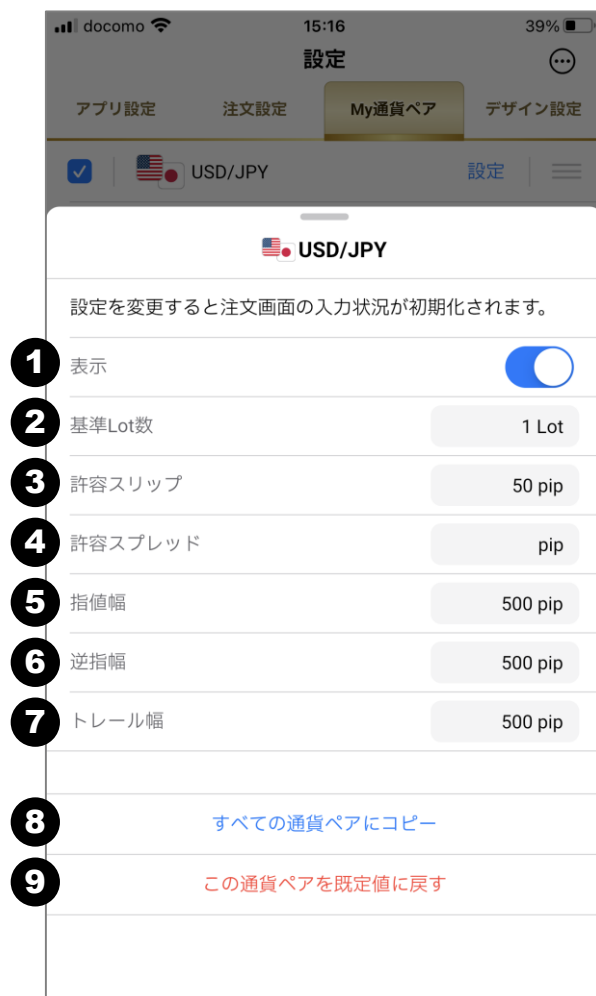 docomo 15:16 39%
設定
アプリ設定 注文設定 My通貨ペア デザイン設定
USD/JPY 設定
USD/JPY
設定を変更すると注文画面の入力状況が初期化されます。
1 表示
2 基準Lot数 1 Lot
3 許容スリップ 50 pip
4 許容スプレッド pip
5 指値幅 500 pip
6 逆指幅 500 pip
7 トレール幅 500 pip
8 すべての通貨ペアにコピー
9 この通貨ペアを既定値に戻す